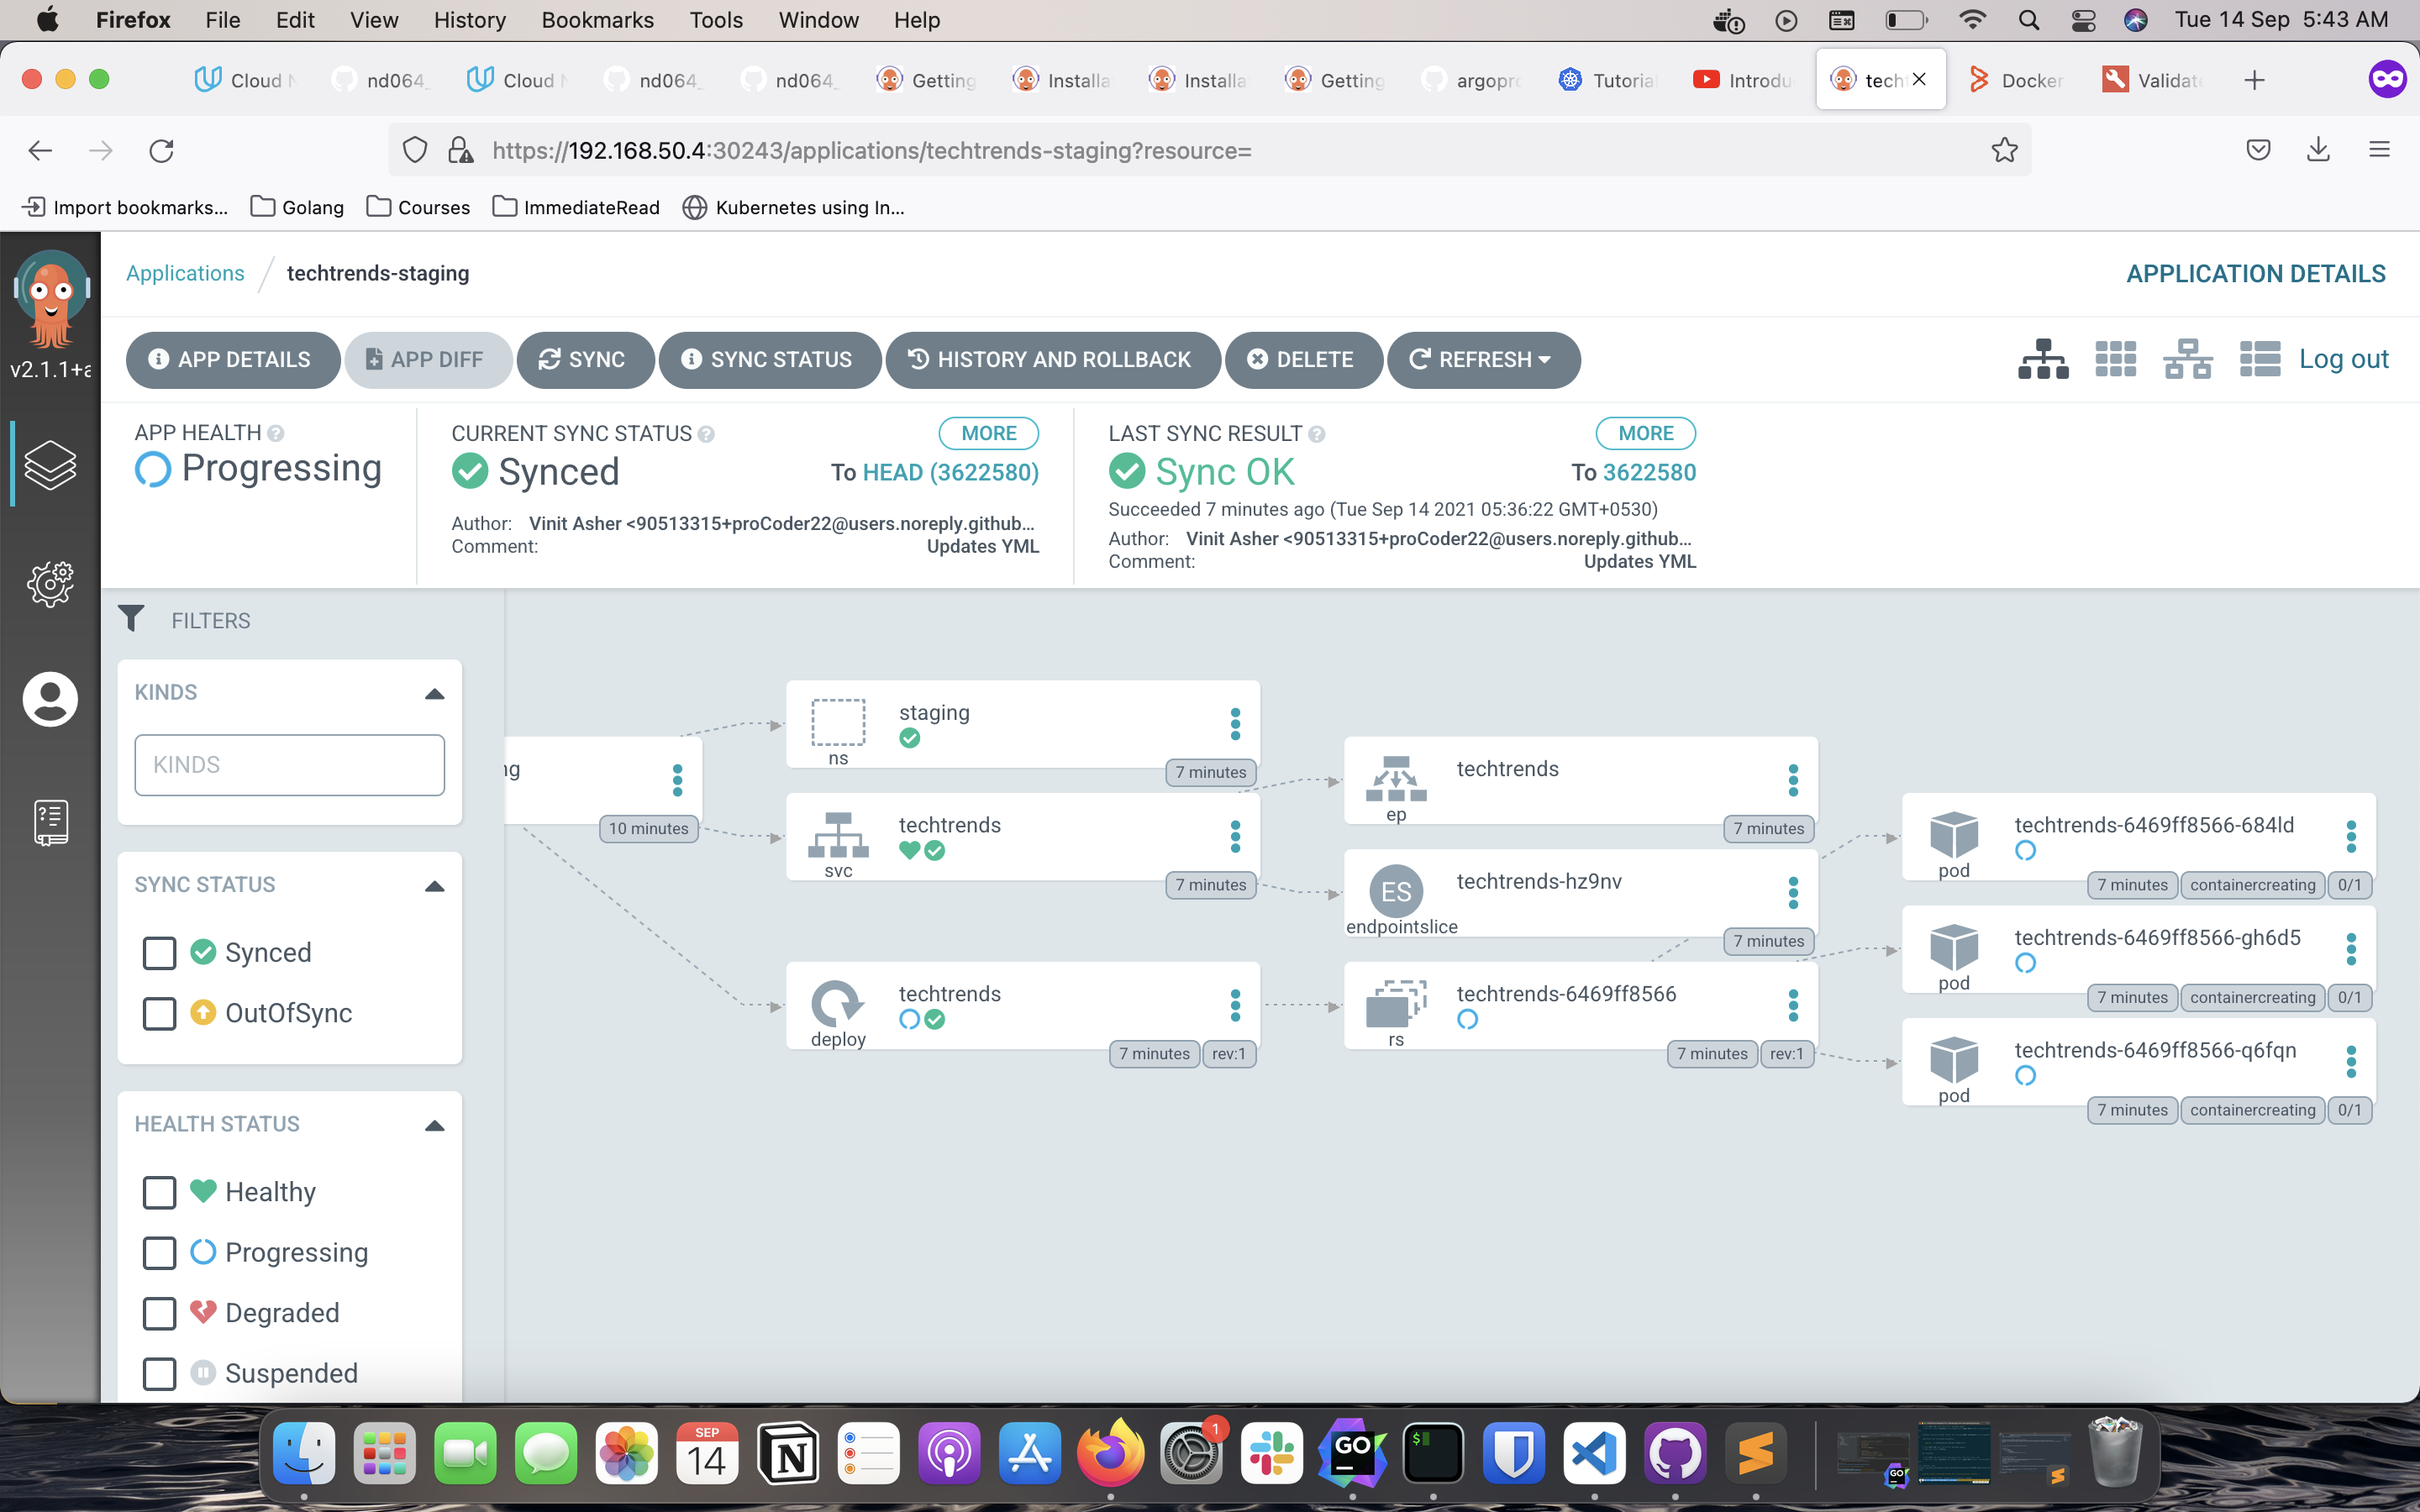 Firefox File Edit View History Bookmarks Tools Window Help Tue 14 Sep 5:43 AM
Cloud N nd064_ Cloud N nd064_ nd064_ Getting Installa Installa Getting argopro Tutorial Introdu tech Docker Validate
https://192.168.50.4:30243/applications/techtrends-staging?resource=
Import bookmarks... Golang Courses ImmediateRead Kubernetes using In...
Applications / techtrends-staging APPLICATION DETAILS
v2.1.1+a
APP DETAILS APP DIFF SYNC SYNC STATUS HISTORY AND ROLLBACK DELETE REFRESH Log out
APP HEALTH
Progressing
CURRENT SYNC STATUS MORE
Synced To HEAD (3622580)
Author: Vinit Asher <90513315+proCoder22@users.noreply.github...
Comment: Updates YML
LAST SYNC RESULT MORE
Sync OK To 3622580
Succeeded 7 minutes ago (Tue Sep 14 2021 05:36:22 GMT+0530)
Author: Vinit Asher <90513315+proCoder22@users.noreply.github...
Comment: Updates YML
FILTERS
KINDS
KINDS
SYNC STATUS
Synced
OutOfSync
HEALTH STATUS
Healthy
Progressing
Degraded
Suspended
ng
10 minutes
staging
ns
7 minutes
techtrends
svc
7 minutes
techtrends
deploy
7 minutes rev:1
techtrends
ep
7 minutes
ES
techtrends-hz9nv
endpointslice
7 minutes
techtrends-6469ff8566
rs
7 minutes rev:1
techtrends-6469ff8566-684ld
pod
7 minutes containercreating 0/1
techtrends-6469ff8566-gh6d5
pod
7 minutes containercreating 0/1
techtrends-6469ff8566-q6fqn
pod
7 minutes containercreating 0/1
SEP
14
1
GO
GO